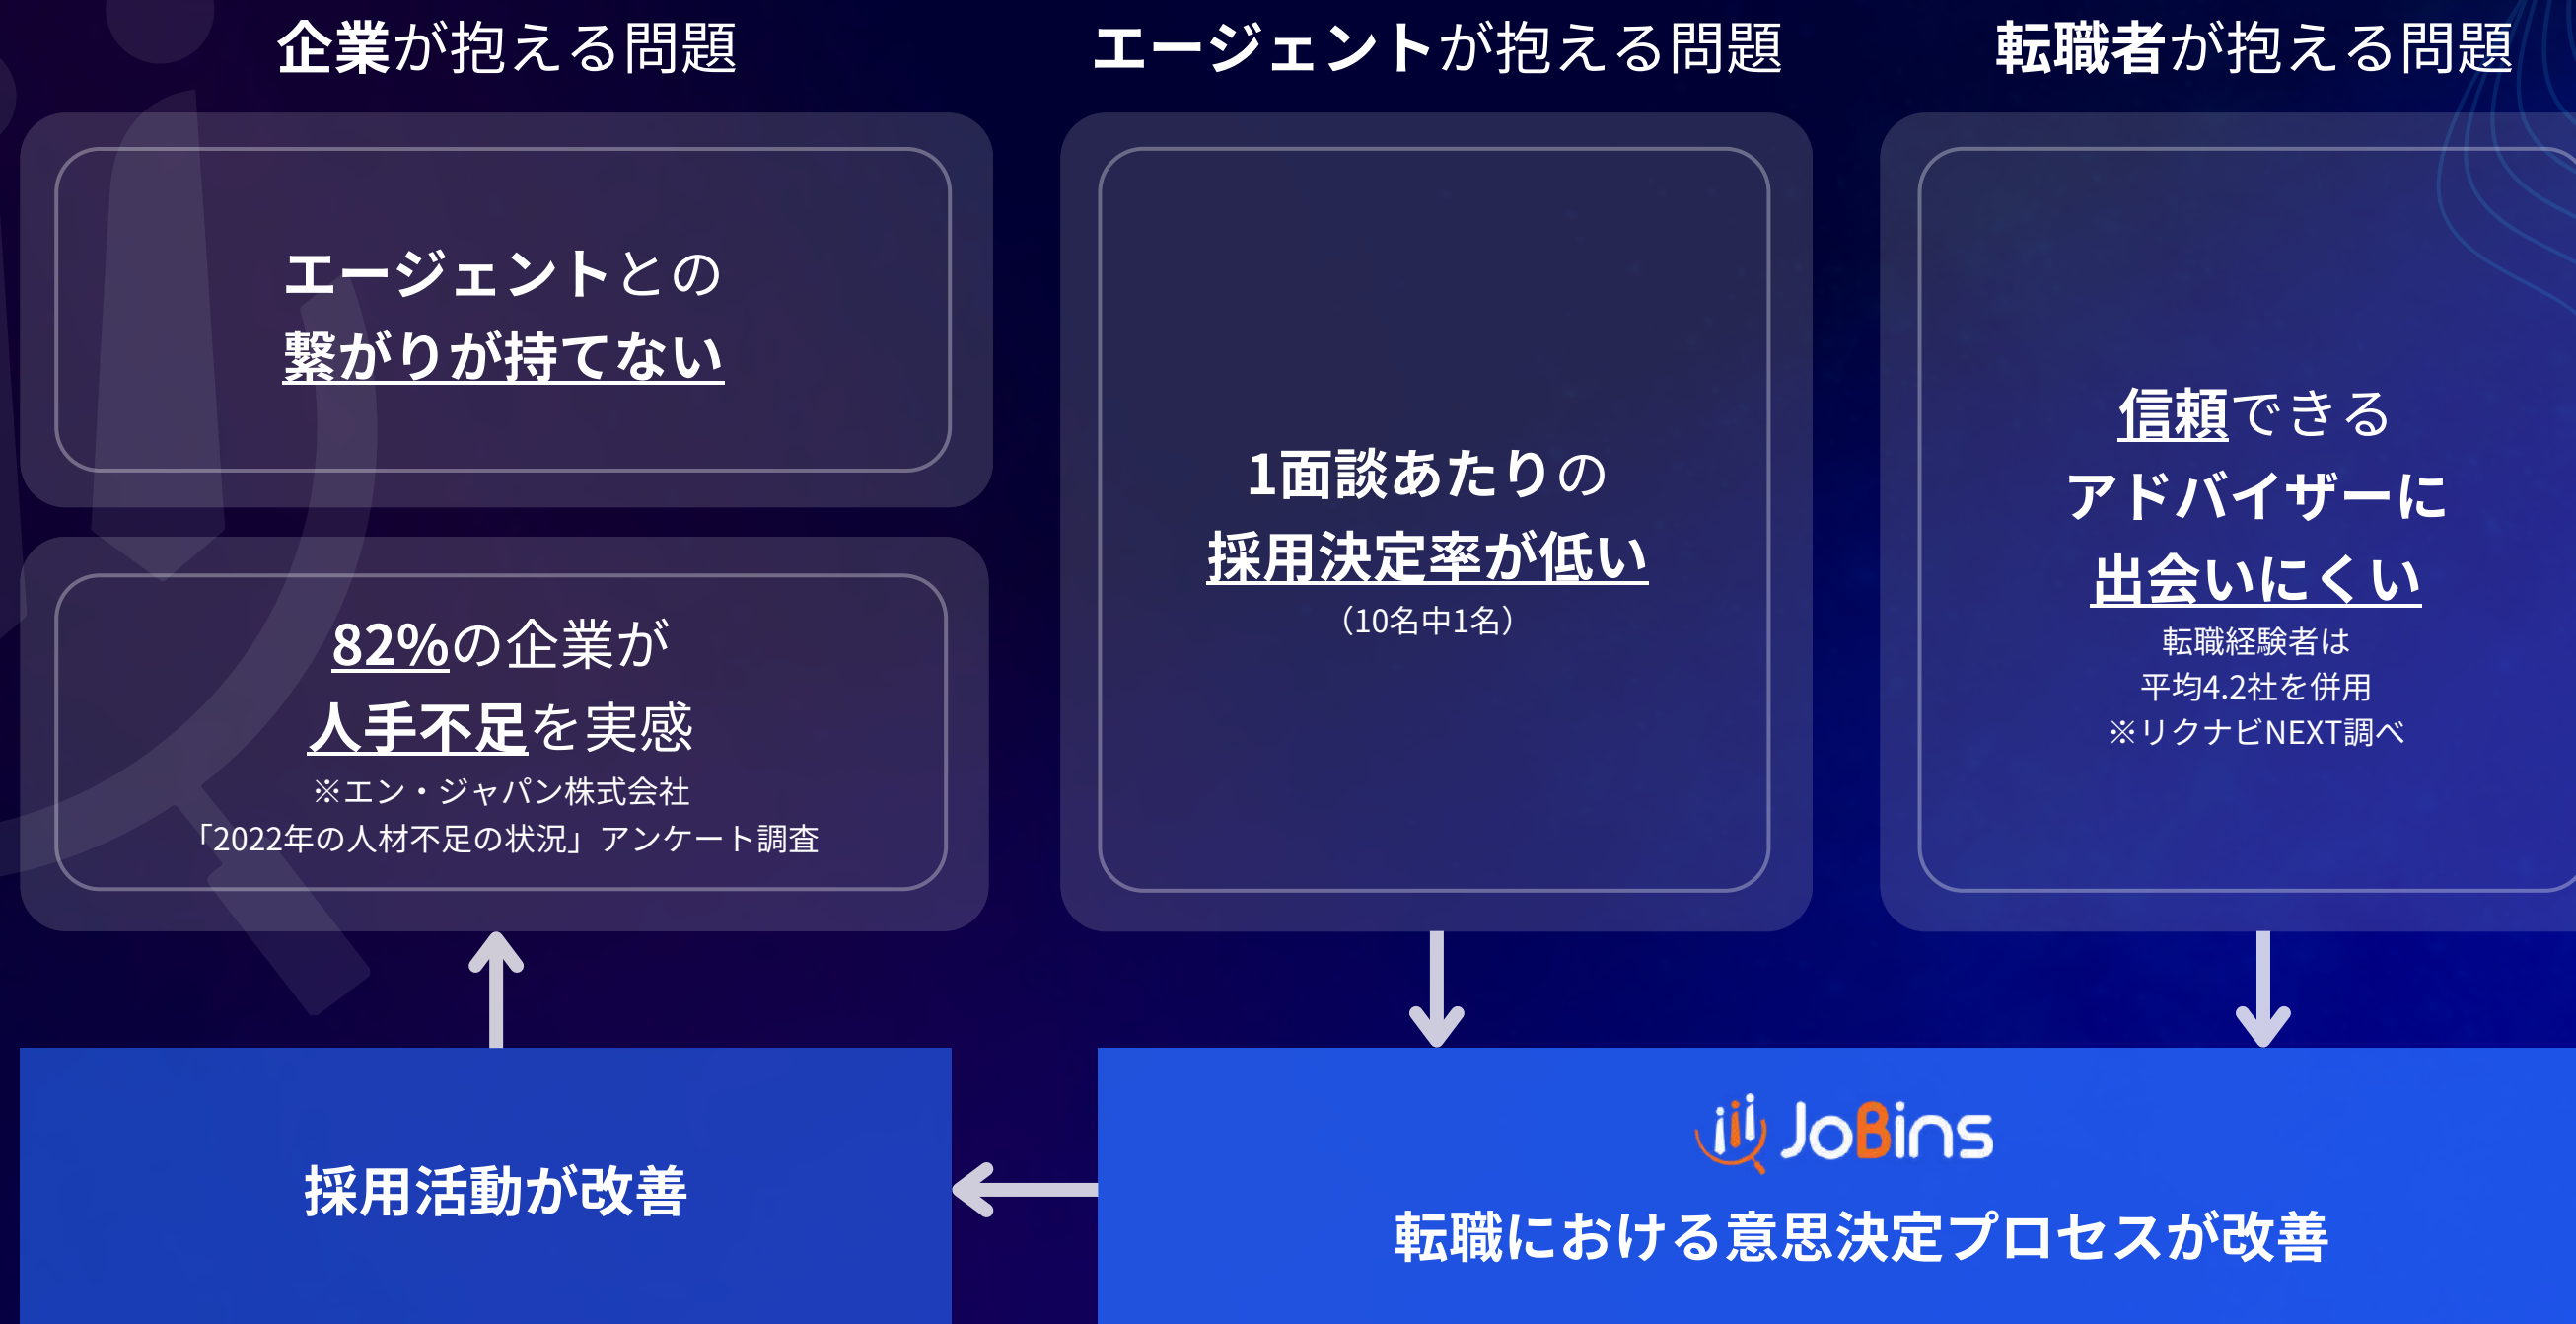 企業が抱える問題
エージェントとの
繋がりが持てない
82%の企業が
人手不足を実感
※エン・ジャパン株式会社
「2022年の人材不足の状況」アンケート調査
エージェントが抱える問題
1面談あたりの
採用決定率が低い
（10名中1名）
転職者が抱える問題
信頼できる
アドバイザーに
出会いにくい
転職経験者は
平均4.2社を併用
※リクナビNEXT調べ
JoBins
転職における意思決定プロセスが改善
採用活動が改善